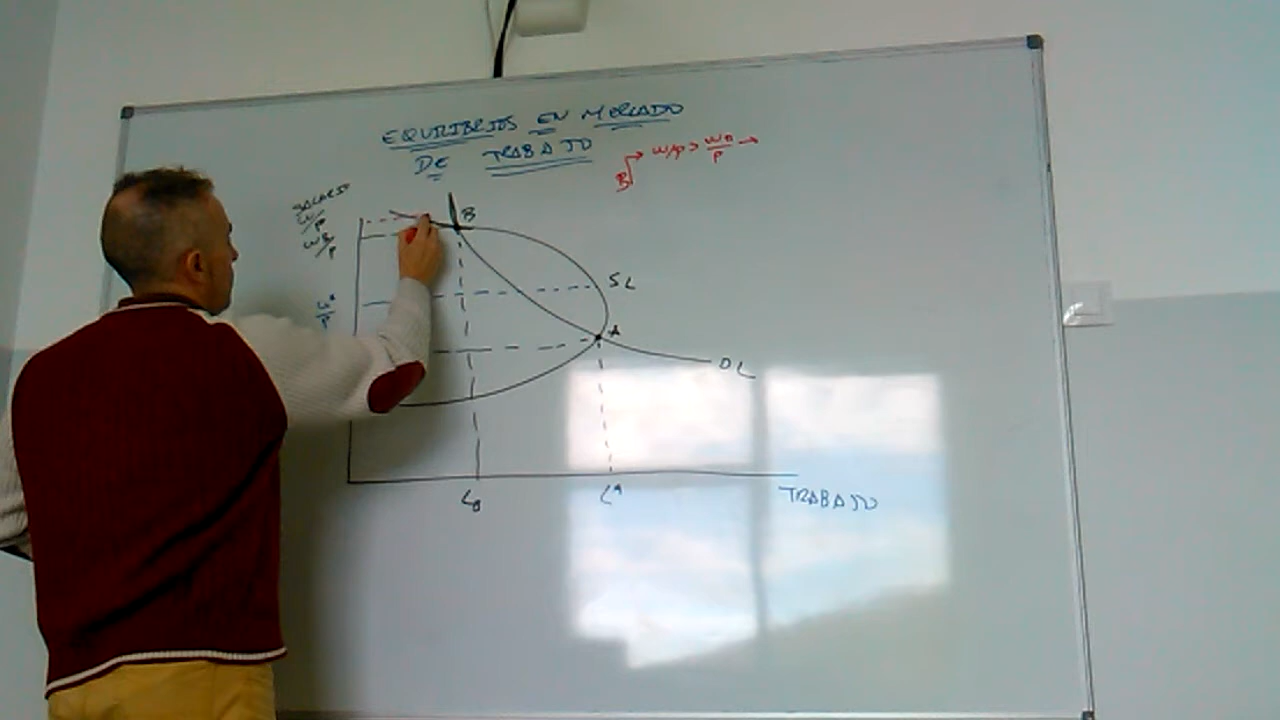 EQUILIBRIOS EN MERCADO
DE TRABAJO
B → W/P > WB/P →
SALARIO
W/P
WB/P
B
SL
A
DL
LB
TRABAJO